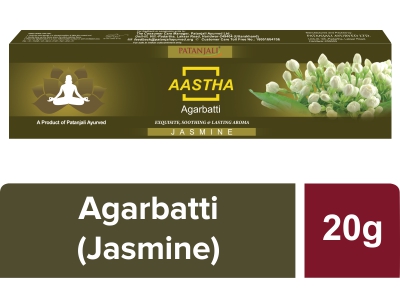 PATANJALI
AASTHA
Agarbatti
EXQUISITE, SOOTHING & LASTING AROMA
JASMINE
A Product of Patanjali Ayurved
Agarbatti
(Jasmine)
20g